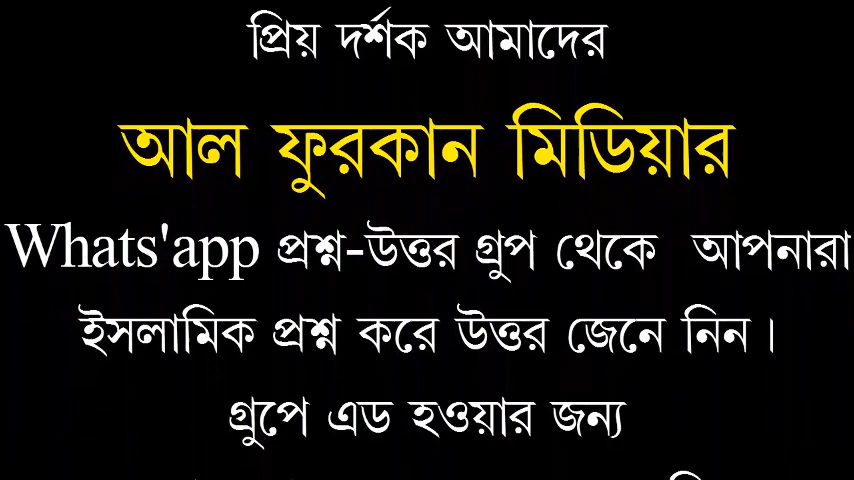 প্রিয় দর্শক আমাদের
আল ফুরকান মিডিয়ার
Whats'app প্রশ্ন-উত্তর গ্রুপ থেকে আপনারা
ইসলামিক প্রশ্ন করে উত্তর জেনে নিন।
গ্রুপে এড হওয়ার জন্য